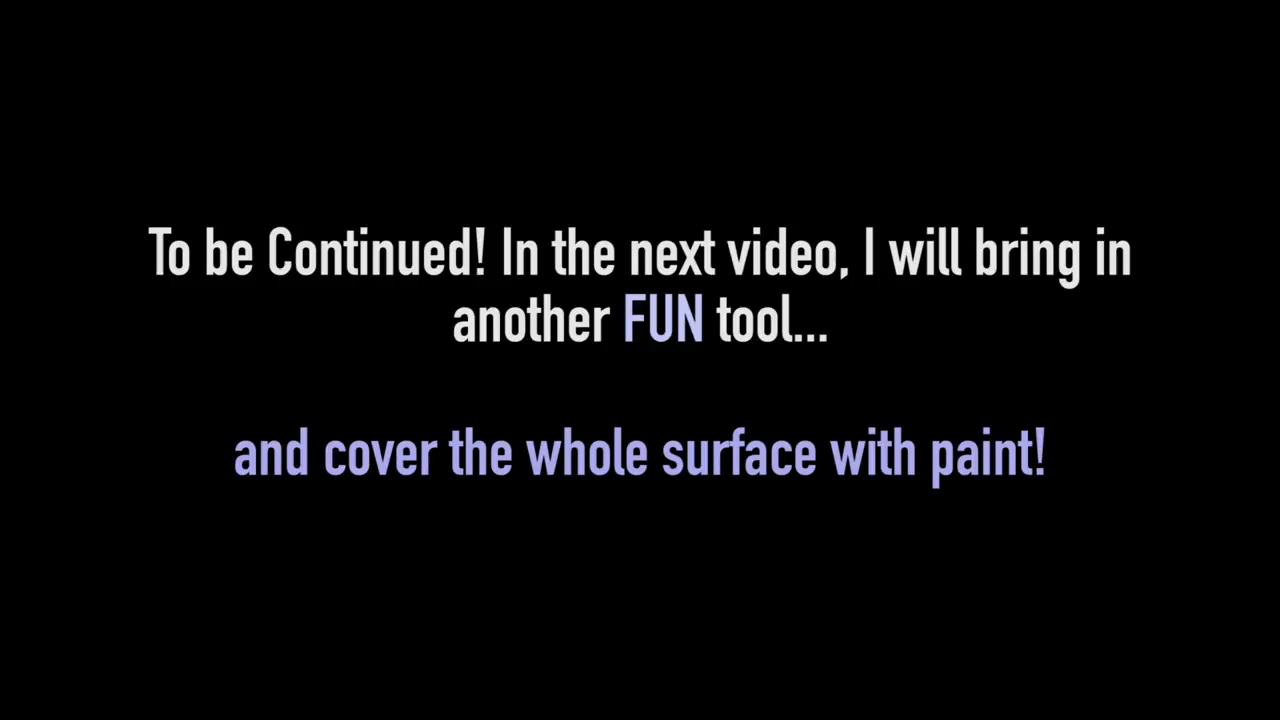 To be Continued! In the next video, I will bring in
another FUN tool...
and cover the whole surface with paint!